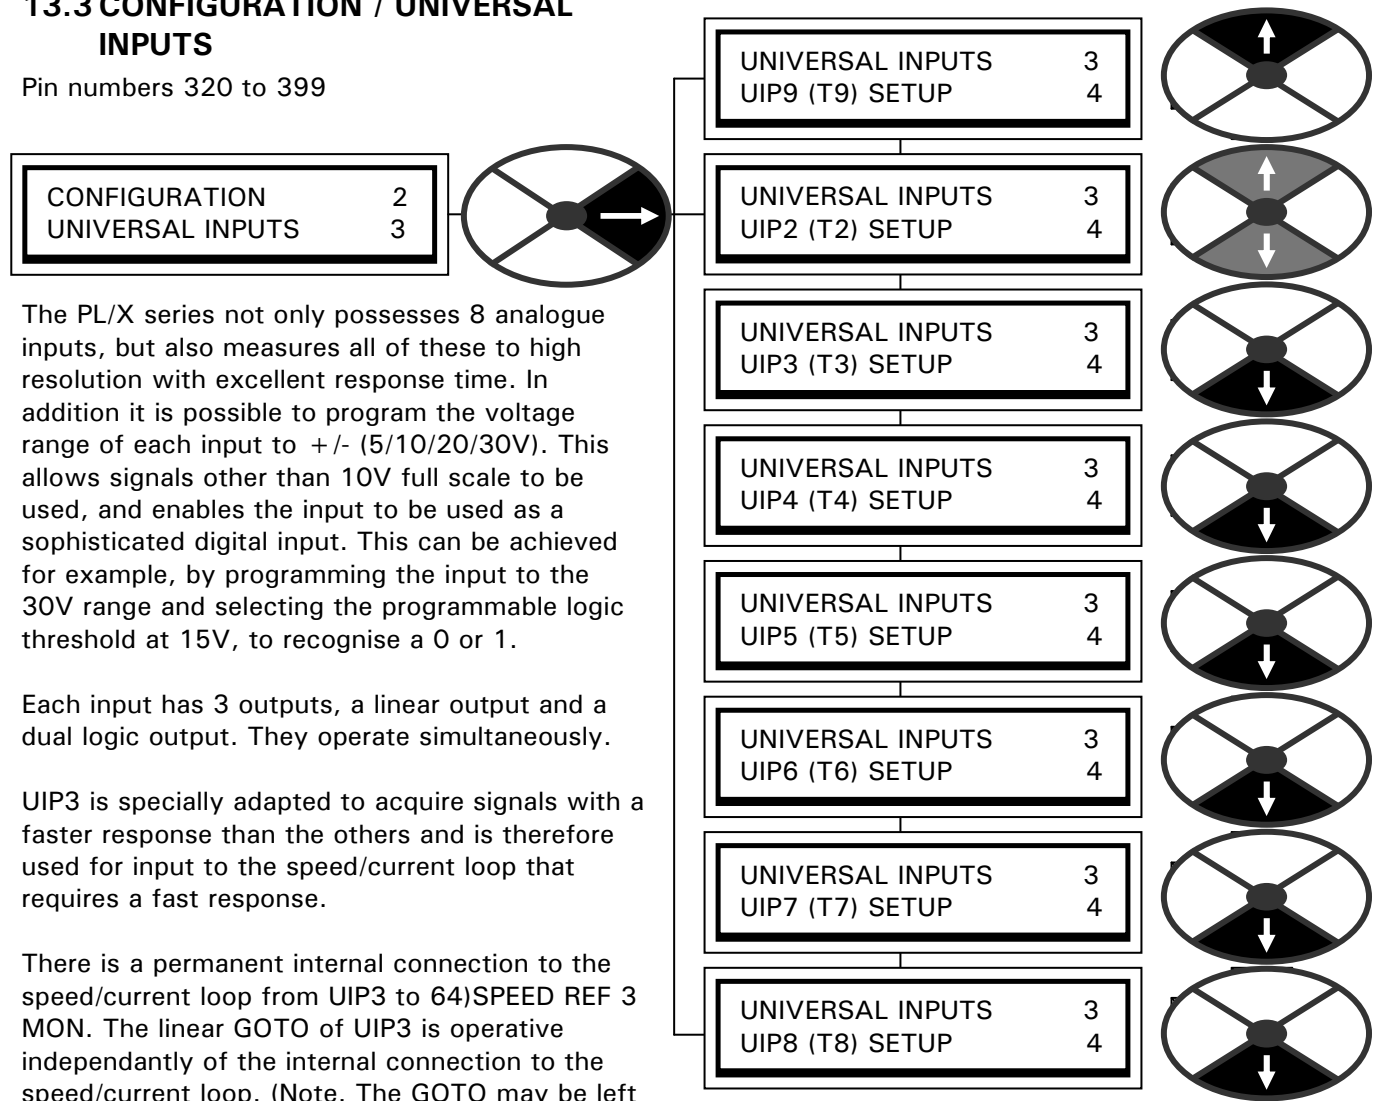 13.3 CONFIGURATION / UNIVERSAL
INPUTS
Pin numbers 320 to 399
CONFIGURATION 2
UNIVERSAL INPUTS 3
The PL/X series not only possesses 8 analogue
inputs, but also measures all of these to high
resolution with excellent response time. In
addition it is possible to program the voltage
range of each input to +/- (5/10/20/30V). This
allows signals other than 10V full scale to be
used, and enables the input to be used as a
sophisticated digital input. This can be achieved
for example, by programming the input to the
30V range and selecting the programmable logic
threshold at 15V, to recognise a 0 or 1.
Each input has 3 outputs, a linear output and a
dual logic output. They operate simultaneously.
UIP3 is specially adapted to acquire signals with a
faster response than the others and is therefore
used for input to the speed/current loop that
requires a fast response.
There is a permanent internal connection to the
speed/current loop from UIP3 to 64)SPEED REF 3
MON. The linear GOTO of UIP3 is operative
independantly of the internal connection to the
speed/current loop. (Note. The GOTO may be left
UNIVERSAL INPUTS 3
UIP9 (T9) SETUP 4
UNIVERSAL INPUTS 3
UIP2 (T2) SETUP 4
UNIVERSAL INPUTS 3
UIP3 (T3) SETUP 4
UNIVERSAL INPUTS 3
UIP4 (T4) SETUP 4
UNIVERSAL INPUTS 3
UIP5 (T5) SETUP 4
UNIVERSAL INPUTS 3
UIP6 (T6) SETUP 4
UNIVERSAL INPUTS 3
UIP7 (T7) SETUP 4
UNIVERSAL INPUTS 3
UIP8 (T8) SETUP 4